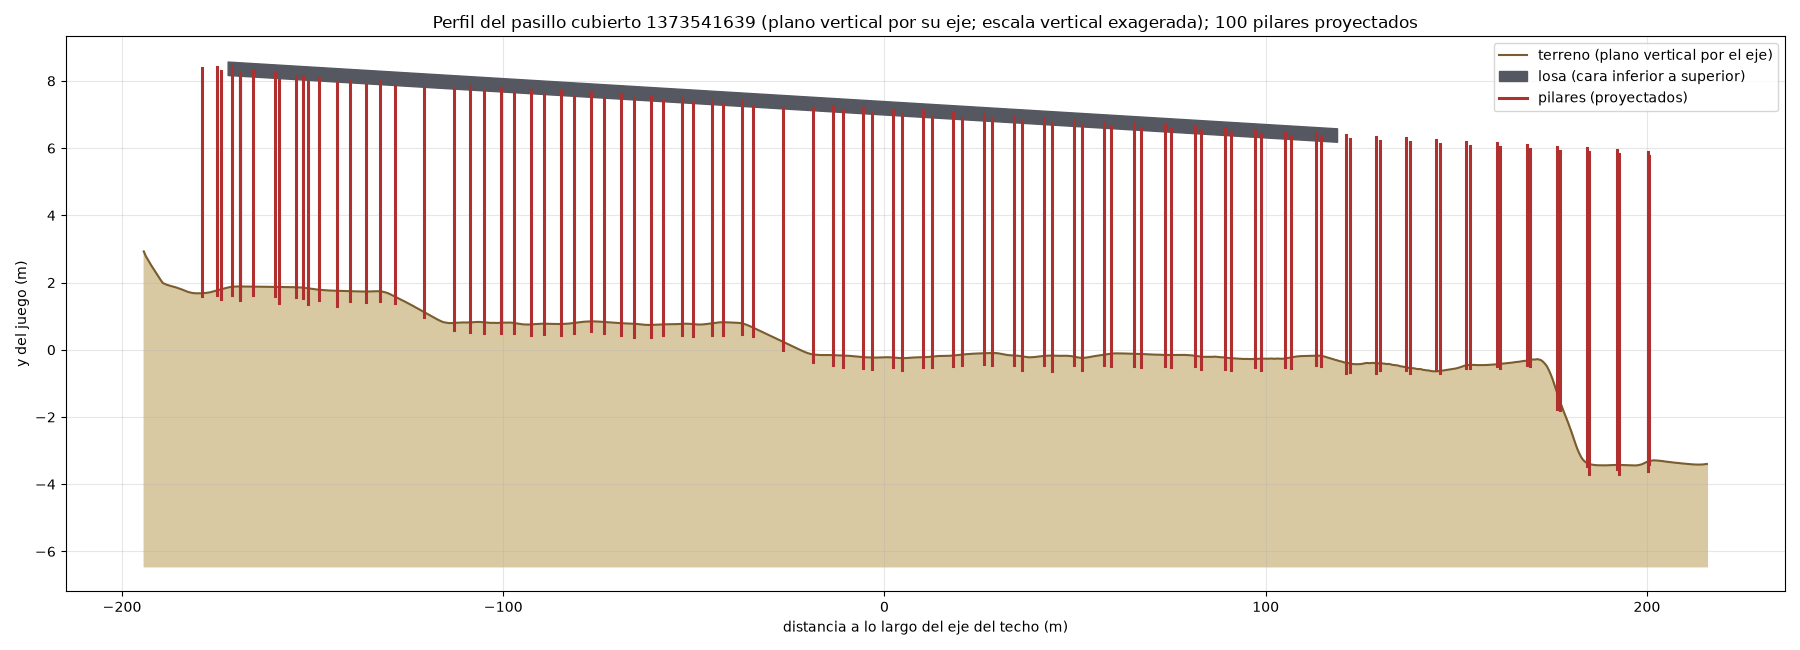 Perfil del pasillo cubierto 1373541639 (plano vertical por su eje; escala vertical exagerada); 100 pilares proyectados
terreno (plano vertical por el eje)
losa (cara inferior a superior)
pilares (proyectados)
y del juego (m)
8
6
4
2
0
−2
−4
−6
−200
−100
0
100
200
distancia a lo largo del eje del techo (m)